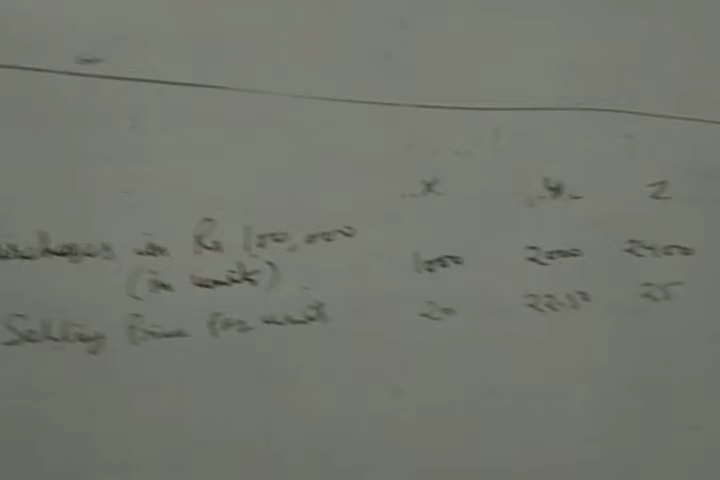 x y z
in Rs 100,000 1000 2000 2400
(in unit)
Selling Price Per unit 20 22.50 25